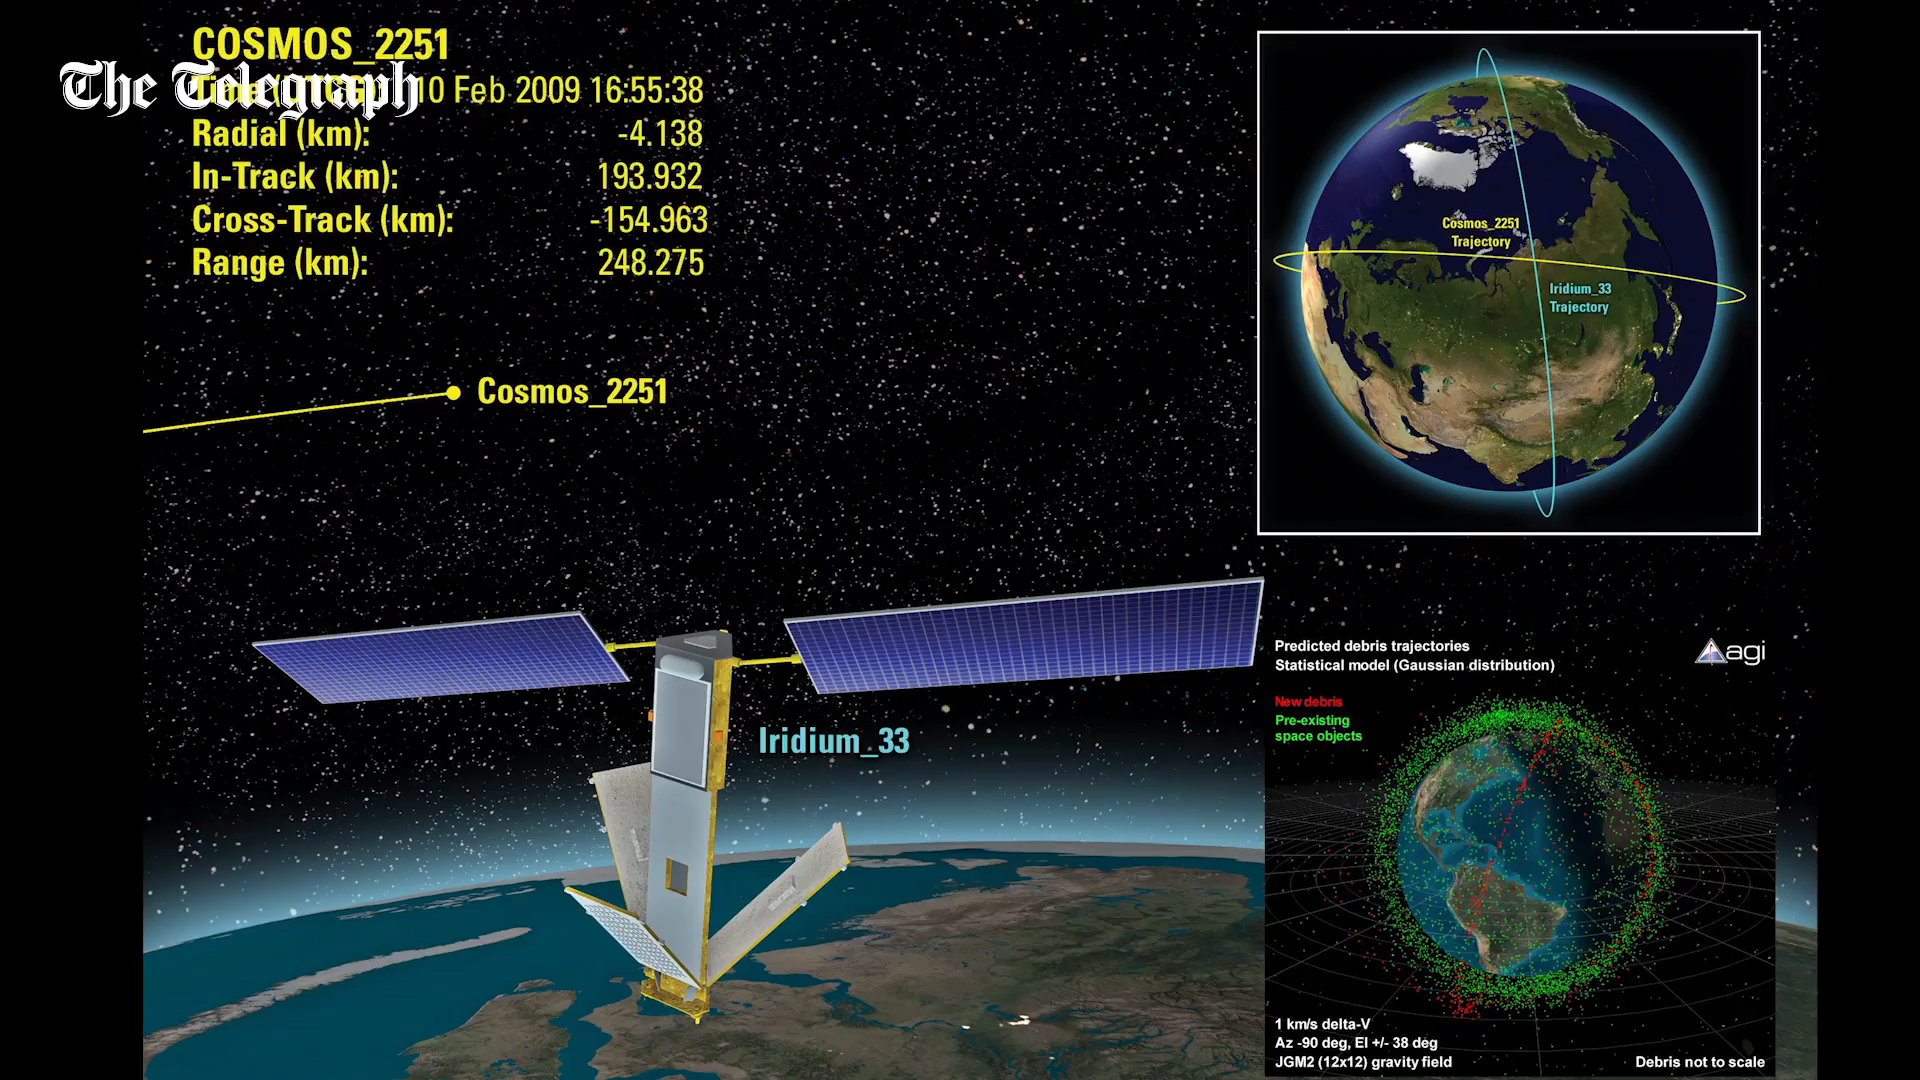 COSMOS_2251
The Telegraph
10 Feb 2009 16:55:38
Radial (km): -4.138
In-Track (km): 193.932
Cross-Track (km): -154.963
Range (km): 248.275
Cosmos_2251
Iridium_33
Cosmos_2251
Trajectory
Iridium_33
Trajectory
Predicted debris trajectories
Statistical model (Gaussian distribution)
agi
New debris
Pre-existing
space objects
1 km/s delta-V
Az -90 deg, El +/- 38 deg
JGM2 (12x12) gravity field
Debris not to scale